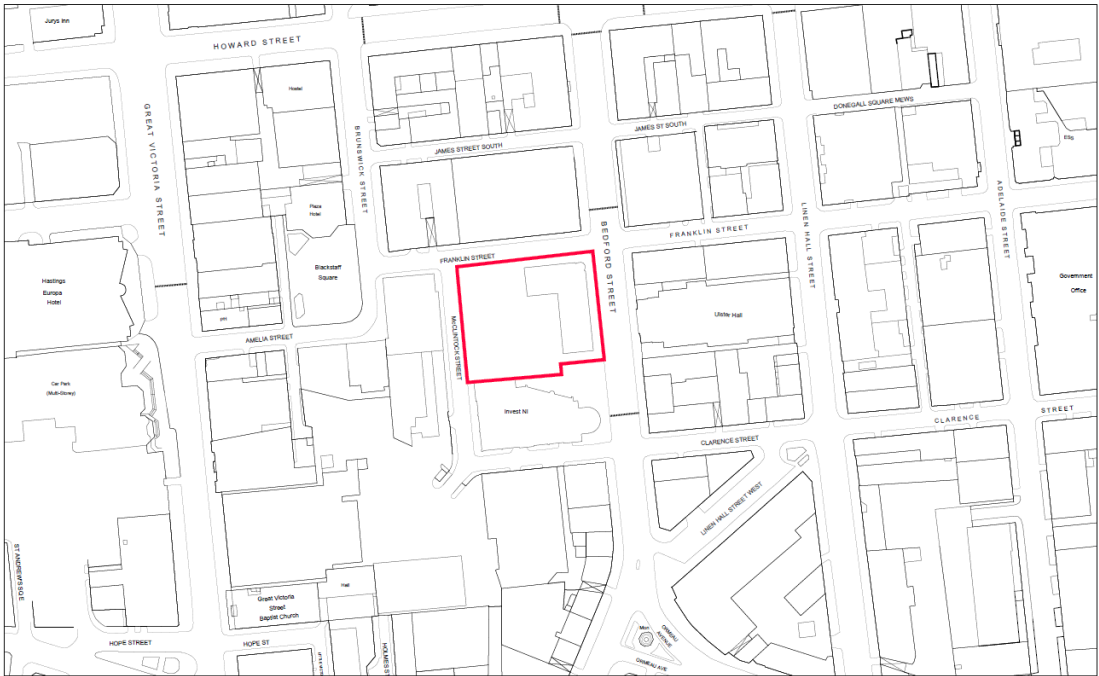 Jurys Inn
HOWARD STREET
Hostel
DONEGALL SQUARE MEWS
GREAT VICTORIA STREET
BRUNSWICK STREET
JAMES STREET SOUTH
JAMES ST SOUTH
ESS
Plaza
Hotel
LINEN HALL STREET
ADELAIDE STREET
BEDFORD STREET
FRANKLIN STREET
FRANKLIN STREET
Blackstaff
Square
Hastings
Europa
Hotel
Government
Office
PH
Ulster Hall
AMELIA STREET
McCLINTOCK STREET
Car Park
(Multi-Storey)
Invest NI
CLARENCE STREET
CLARENCE
STREET
LINEN HALL STREET WEST
ST ANDREWS SQ E
Hall
Great Victoria
Street
Baptist Church
Mon
ORMEAU
AVENUE
HOPE STREET
HOPE ST
HOLMES ST
ORMEAU AVE